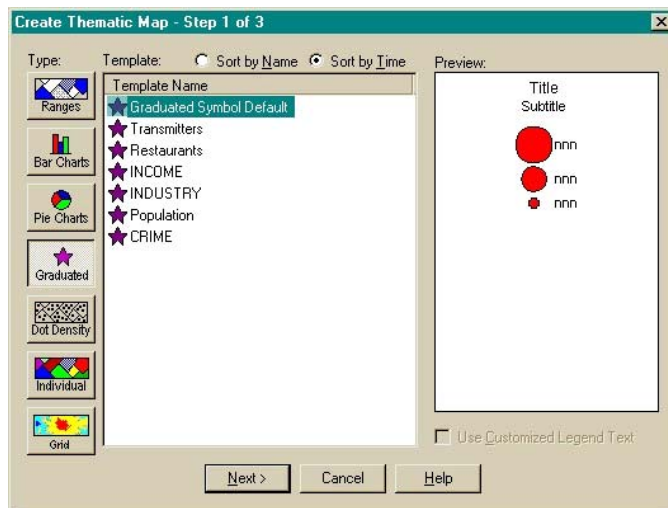 Create Thematic Map - Step 1 of 3
Type:
Ranges
Bar Charts
Pie Charts
Graduated
Dot Density
Individual
Grid
Template:
Sort by Name
Sort by Time
Template Name
Graduated Symbol Default
Transmitters
Restaurants
INCOME
INDUSTRY
Population
CRIME
Preview:
Title
Subtitle
nnn
nnn
nnn
Use Customized Legend Text
Next >
Cancel
Help